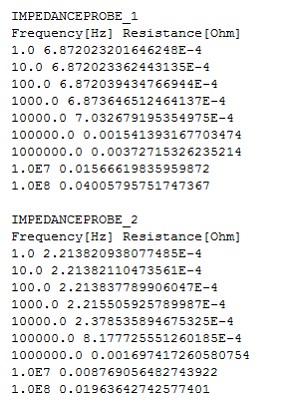 IMPEDANCEPROBE_1
Frequency[Hz] Resistance[Ohm]
1.0 6.872023201646248E-4
10.0 6.872023362443135E-4
100.0 6.872039434766944E-4
1000.0 6.873646512464137E-4
10000.0 7.032679195354975E-4
100000.0 0.001541393167703474
1000000.0 0.00372715326235214
1.0E7 0.01566619835959872
1.0E8 0.04005795751747367
IMPEDANCEPROBE_2
Frequency[Hz] Resistance[Ohm]
1.0 2.213820938077485E-4
10.0 2.21382110473561E-4
100.0 2.213837789906047E-4
1000.0 2.215505925789987E-4
10000.0 2.378535894675325E-4
100000.0 8.177725551260185E-4
1000000.0 0.001697417260580754
1.0E7 0.008769056482743922
1.0E8 0.01963642742577401